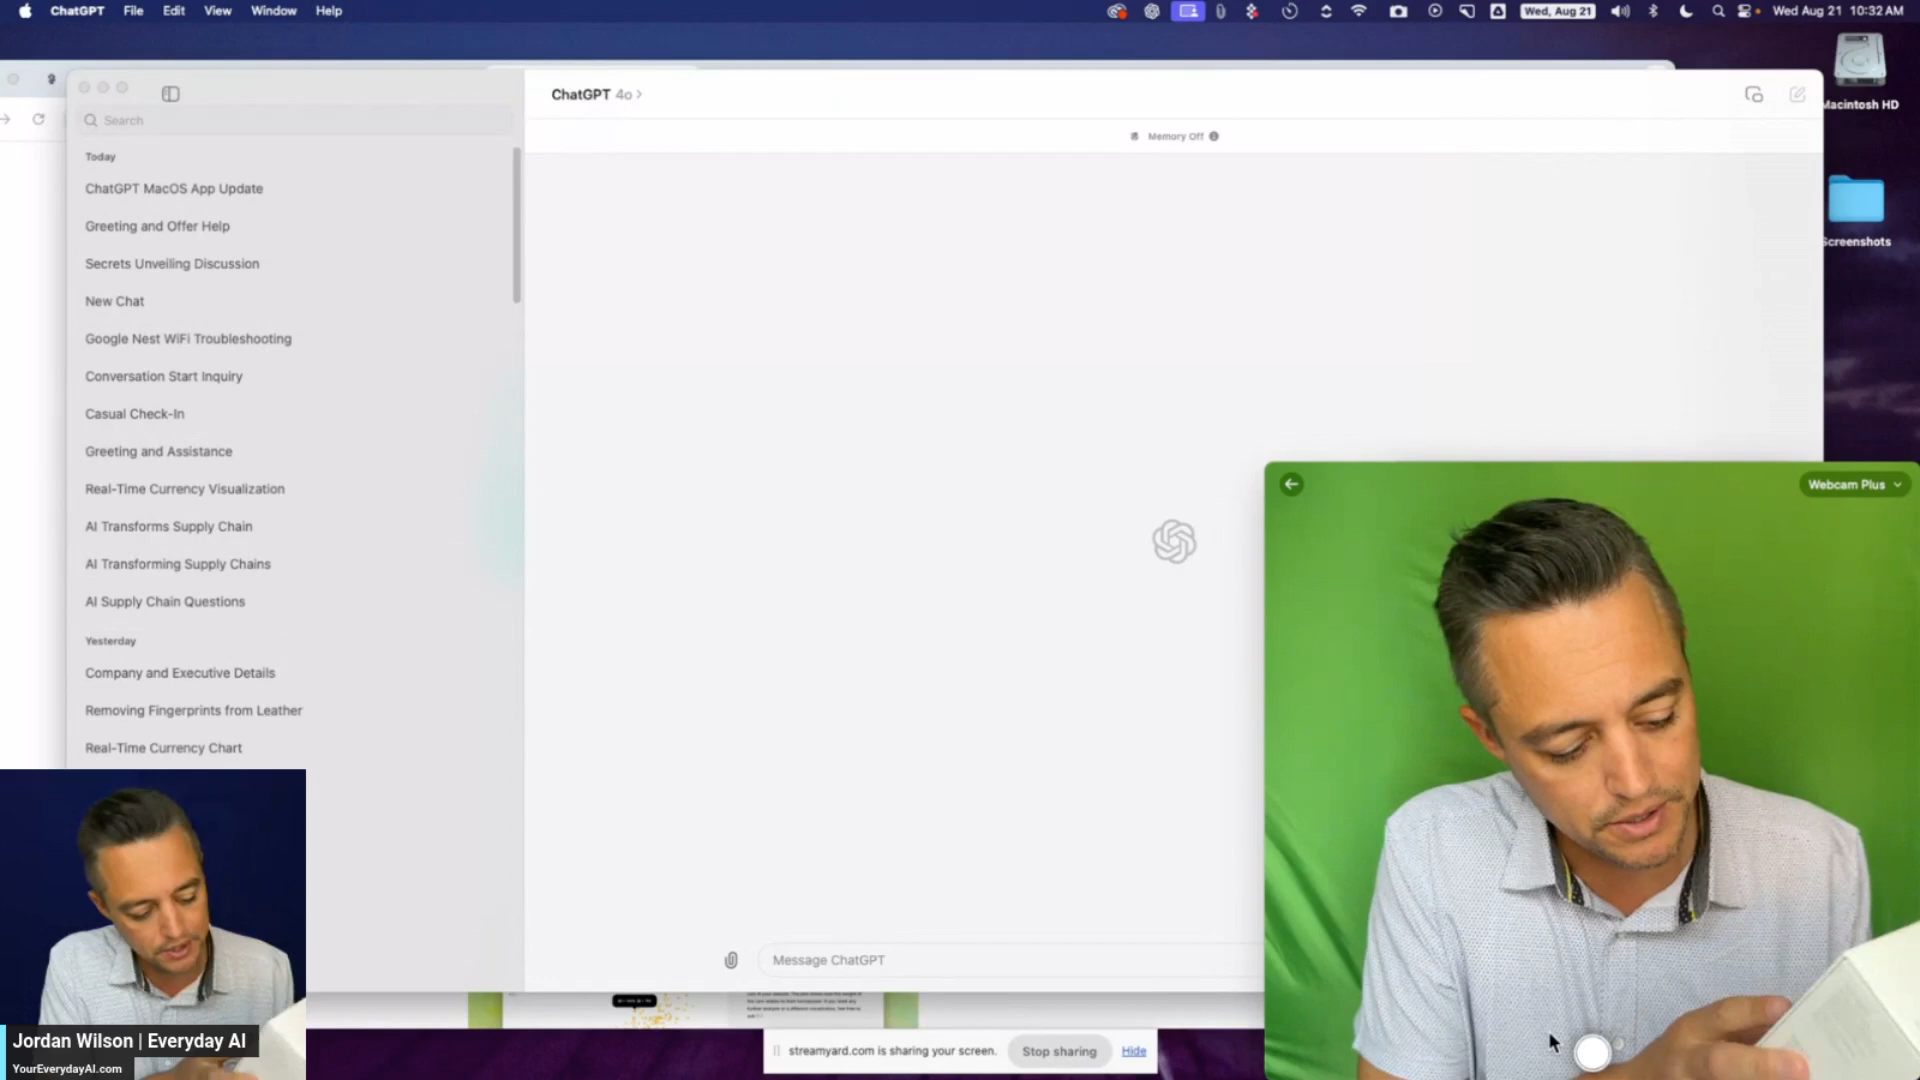 ChatGPT File Edit View Window Help
Wed, Aug 21
Wed Aug 21 10:32 AM
Macintosh HD
Screenshots
Search
ChatGPT 4o >
Memory Off
Today
ChatGPT MacOS App Update
Greeting and Offer Help
Secrets Unveiling Discussion
New Chat
Google Nest WiFi Troubleshooting
Conversation Start Inquiry
Casual Check-In
Greeting and Assistance
Real-Time Currency Visualization
AI Transforms Supply Chain
AI Transforming Supply Chains
AI Supply Chain Questions
Yesterday
Company and Executive Details
Removing Fingerprints from Leather
Real-Time Currency Chart
Webcam Plus
Message ChatGPT
streamyard.com is sharing your screen.
Stop sharing
Hide
Jordan Wilson | Everyday AI
YourEverydayAI.com